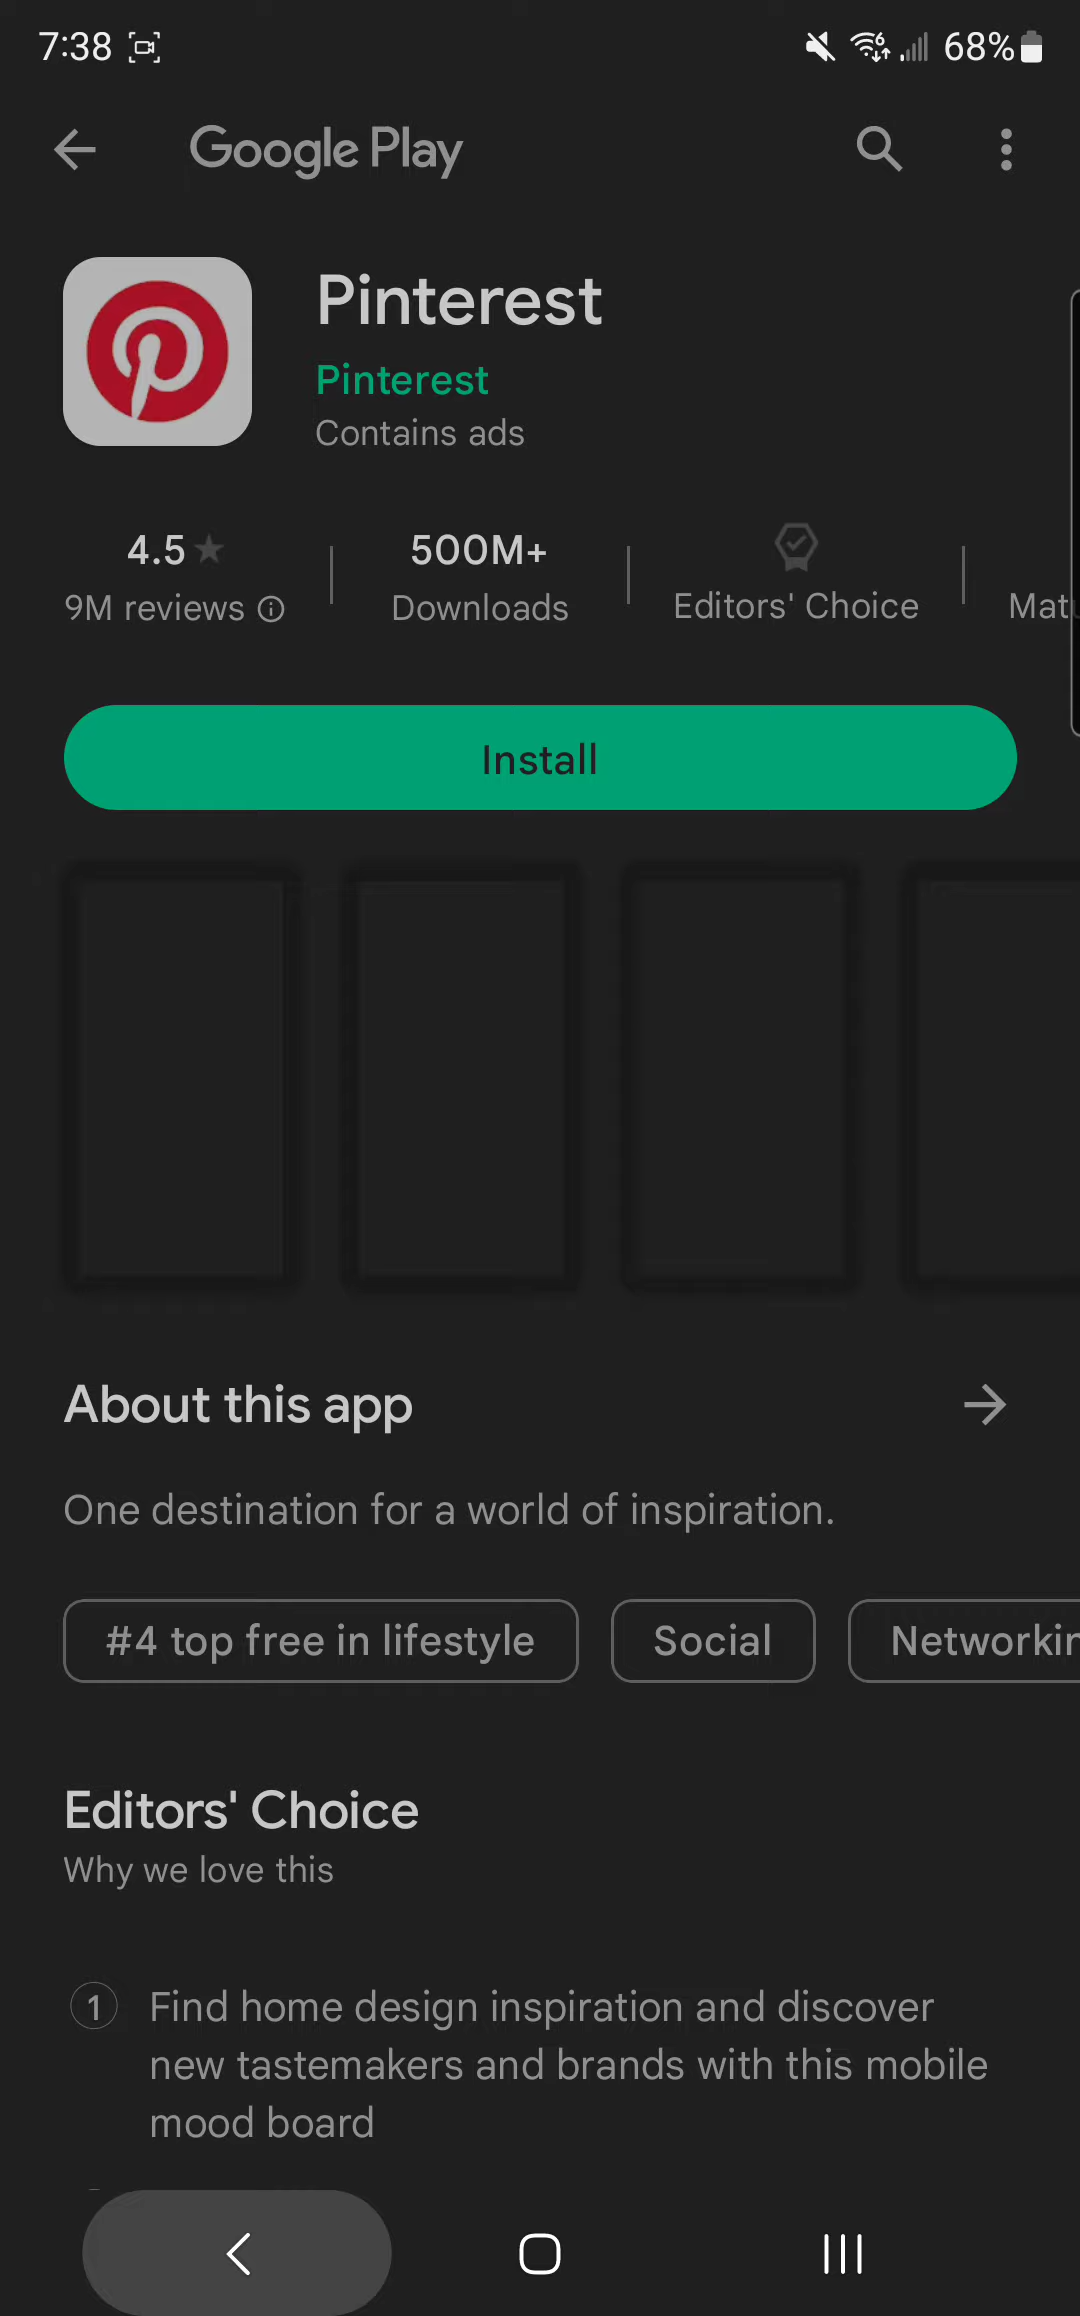 7:38
68%
Google Play
Pinterest
Pinterest
Contains ads
4.5
9M reviews
500M+
Downloads
Editors' Choice
Install
About this app
One destination for a world of inspiration.
#4 top free in lifestyle
Social
Editors' Choice
Why we love this
1 Find home design inspiration and discover
new tastemakers and brands with this mobile
mood board